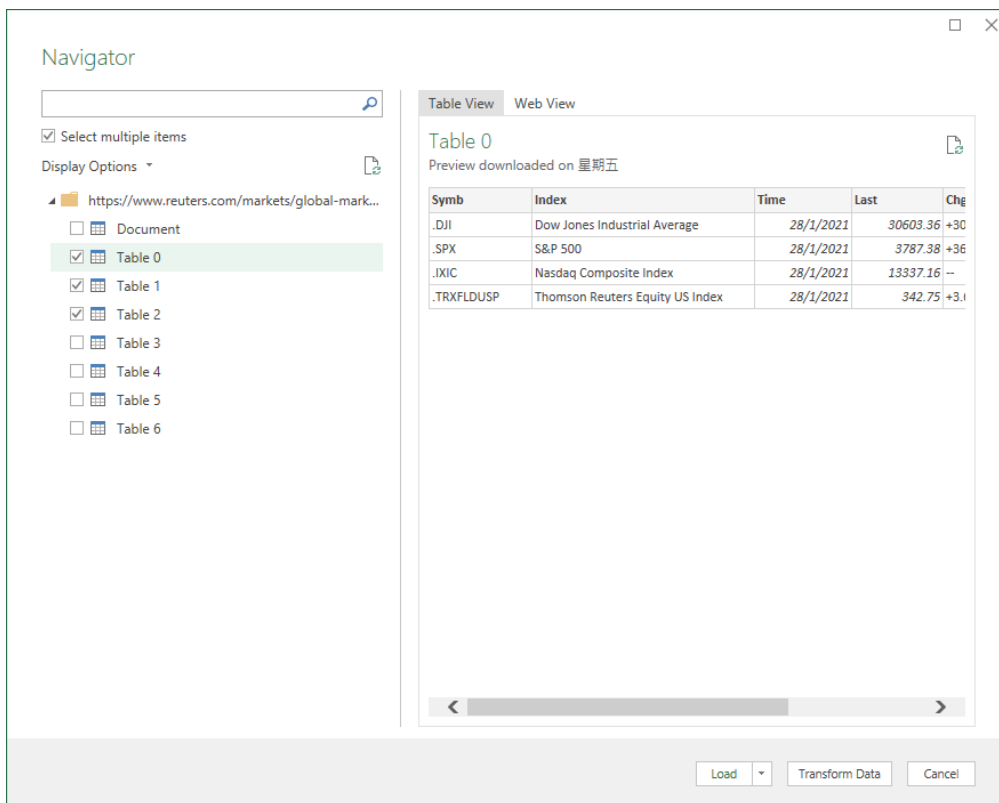 Navigator
Select multiple items
Display Options
https://www.reuters.com/markets/global-mark...
Document
Table 0
Table 1
Table 2
Table 3
Table 4
Table 5
Table 6
Table View Web View
Table 0
Preview downloaded on 星期五
Symb Index Time Last Chg
.DJI Dow Jones Industrial Average 28/1/2021 30603.36 +30
.SPX S&P 500 28/1/2021 3787.38 +36
.IXIC Nasdaq Composite Index 28/1/2021 13337.16 --
.TRXFLDUSP Thomson Reuters Equity US Index 28/1/2021 342.75 +3.
Load Transform Data Cancel